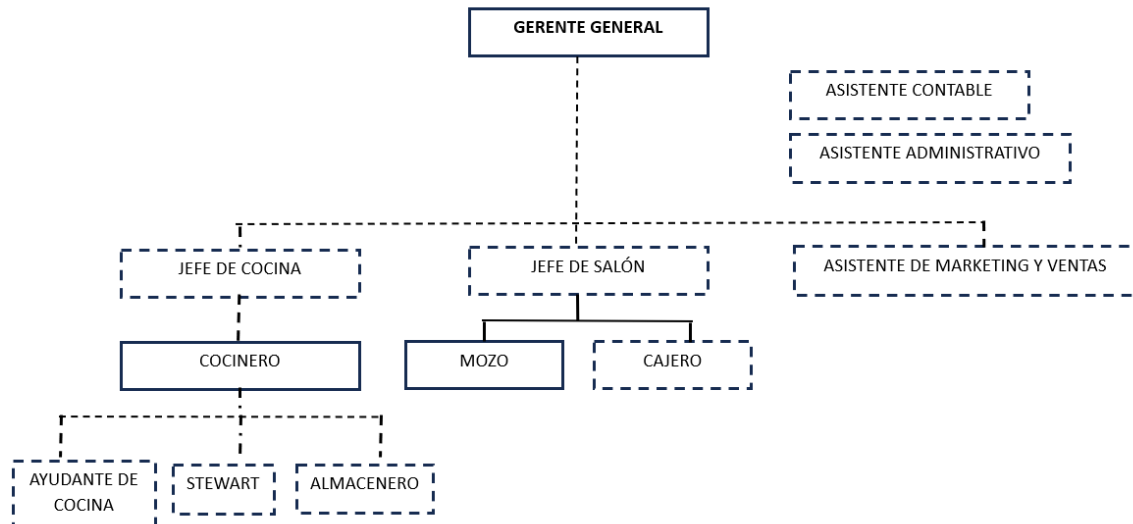 GERENTE GENERAL
ASISTENTE CONTABLE
ASISTENTE ADMINISTRATIVO
JEFE DE COCINA
JEFE DE SALÓN
ASISTENTE DE MARKETING Y VENTAS
COCINERO
MOZO
CAJERO
AYUDANTE DE
COCINA
STEWART
ALMACENERO